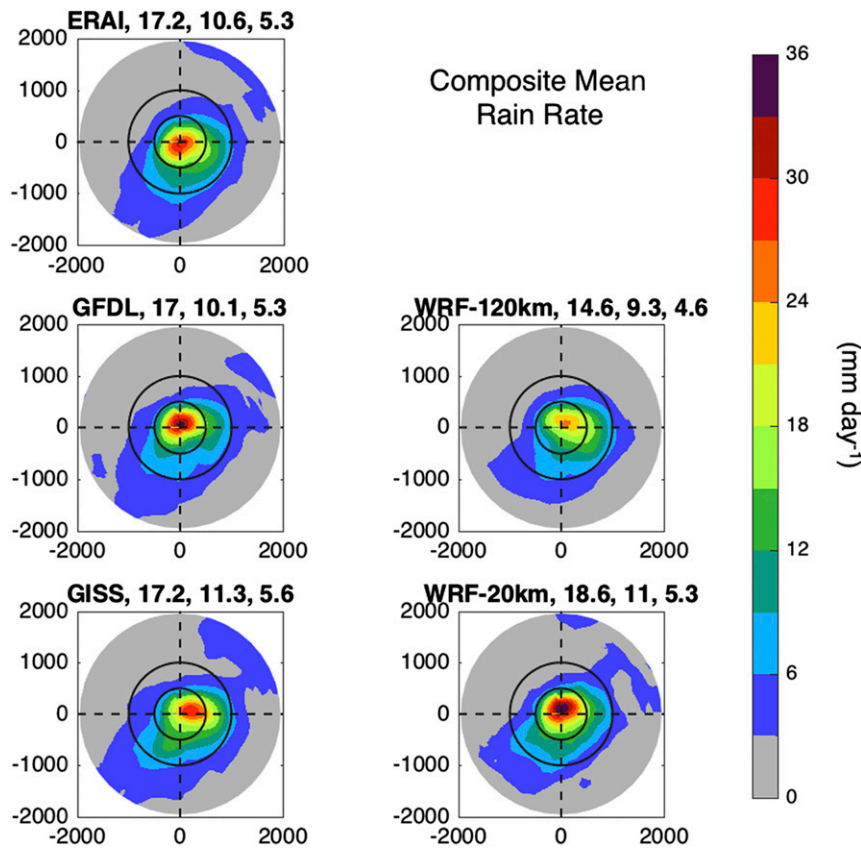 ERAI, 17.2, 10.6, 5.3
2000
1000
0
-1000
-2000
-2000 0 2000
Composite Mean
Rain Rate
GFDL, 17, 10.1, 5.3
2000
1000
0
-1000
-2000
-2000 0 2000
WRF-120km, 14.6, 9.3, 4.6
2000
1000
0
-1000
-2000
-2000 0 2000
GISS, 17.2, 11.3, 5.6
2000
1000
0
-1000
-2000
-2000 0 2000
WRF-20km, 18.6, 11, 5.3
2000
1000
0
-1000
-2000
-2000 0 2000
36
30
24
18
12
6
0
(mm day-1)